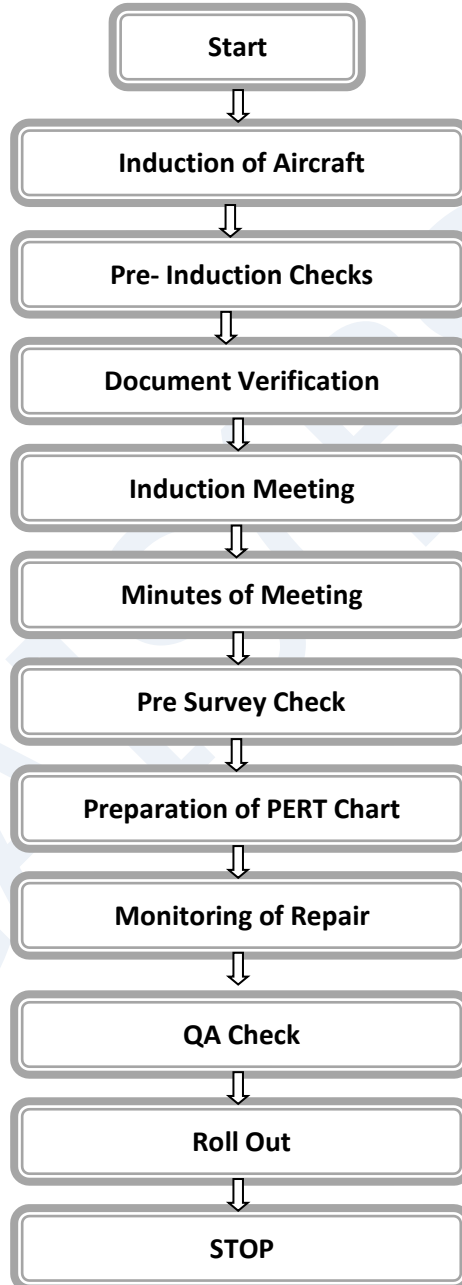 Start
Induction of Aircraft
Pre- Induction Checks
Document Verification
Induction Meeting
Minutes of Meeting
Pre Survey Check
Preparation of PERT Chart
Monitoring of Repair
QA Check
Roll Out
STOP